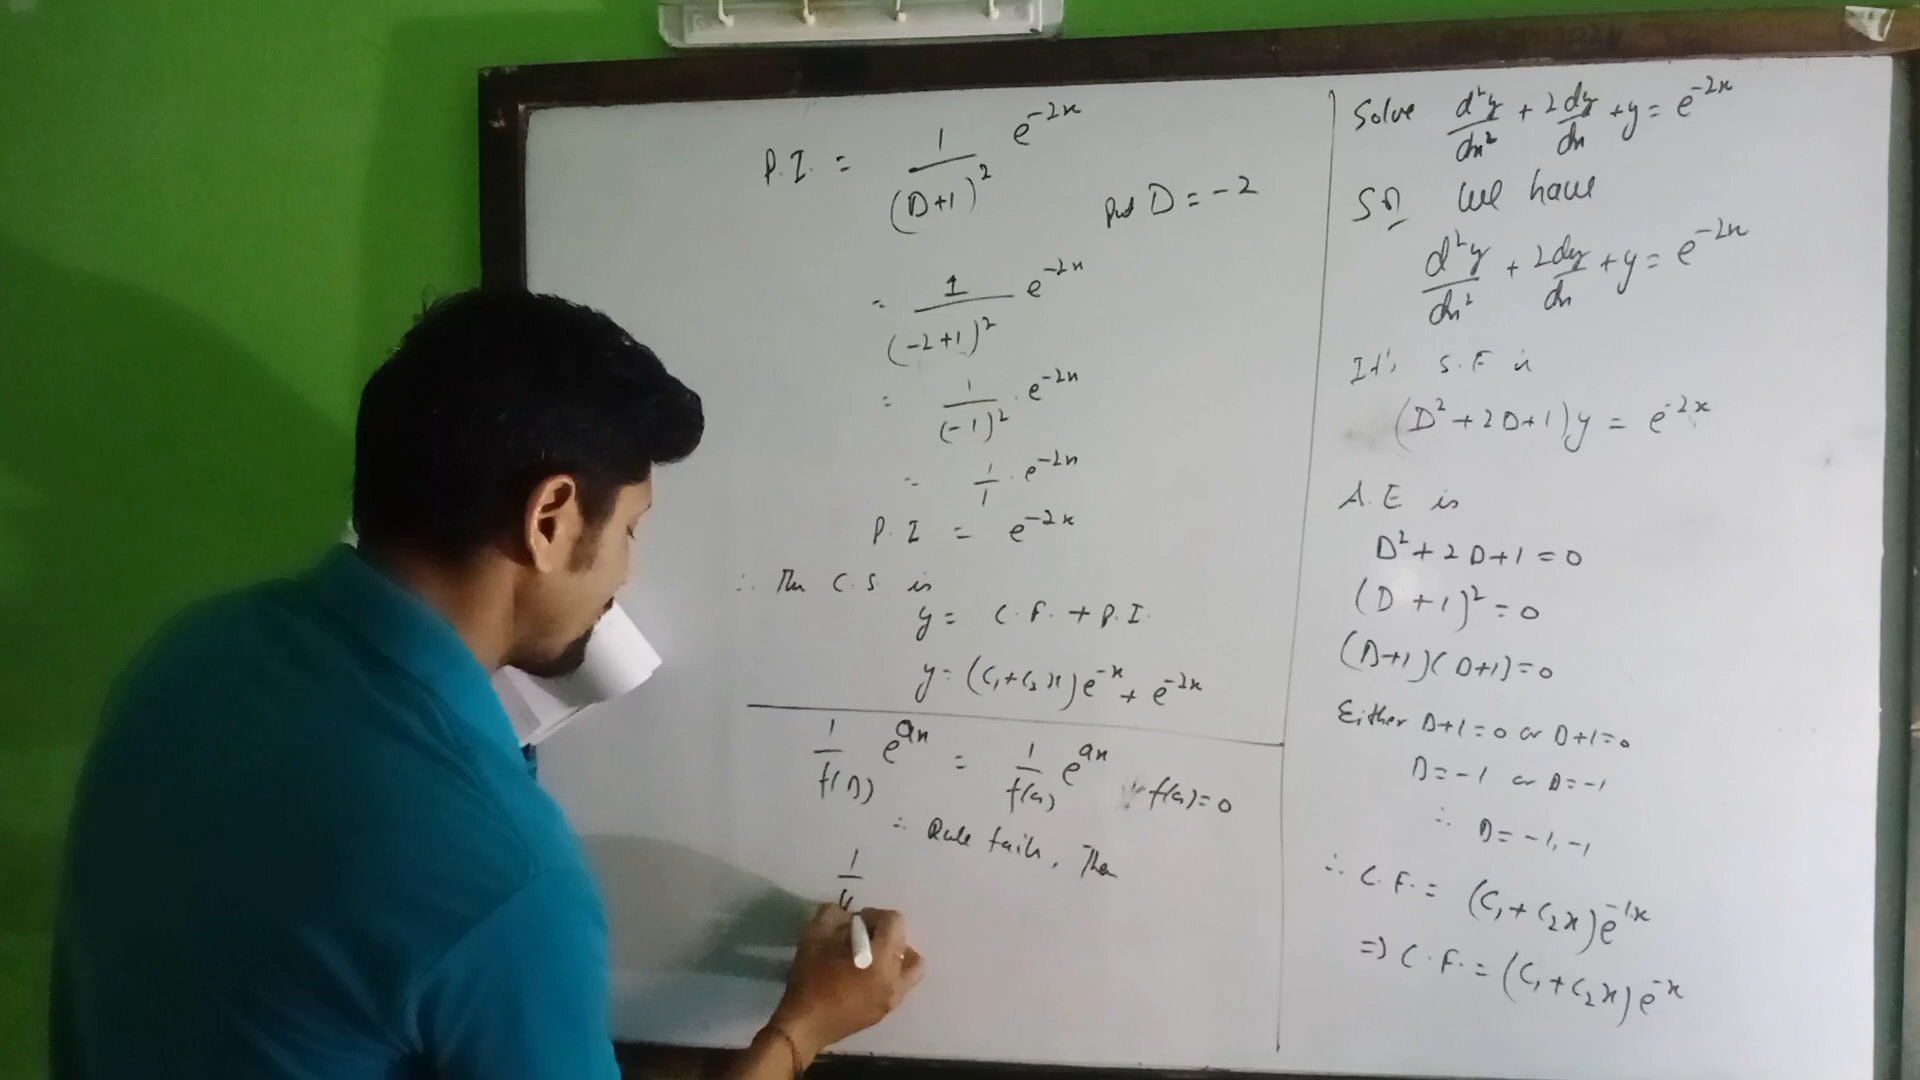 Solve d²y/dx² + 2dy/dx + y = e^-2x
Sol we have
d²y/dx² + 2dy/dx + y = e^-2x
It's S.F is
(D² + 2D+1)y = e^-2x
A.E is
D² + 2D+1 = 0
(D +1)² = 0
(D+1)(D+1)=0
Either D+1=0 or D+1=0
D=-1 or D=-1
∴ D=-1,-1
∴ C.F. = (C₁+C₂x)e^-1x
=) C.F. = (C₁+C₂x)e^-x
P.I. = 1/(D+1)² e^-2x
Put D = -2
= 1/(-2+1)² e^-2x
= 1/(-1)² . e^-2x
= 1/1 . e^-2x
P.I = e^-2x
∴ The C.S. is
y = C.F. + P.I.
y = (C₁+C₂x)e^-x + e^-2x
1/f(D) e^ax = 1/f(a) e^ax f(a)=0
∴ Rule fails, Then
1/